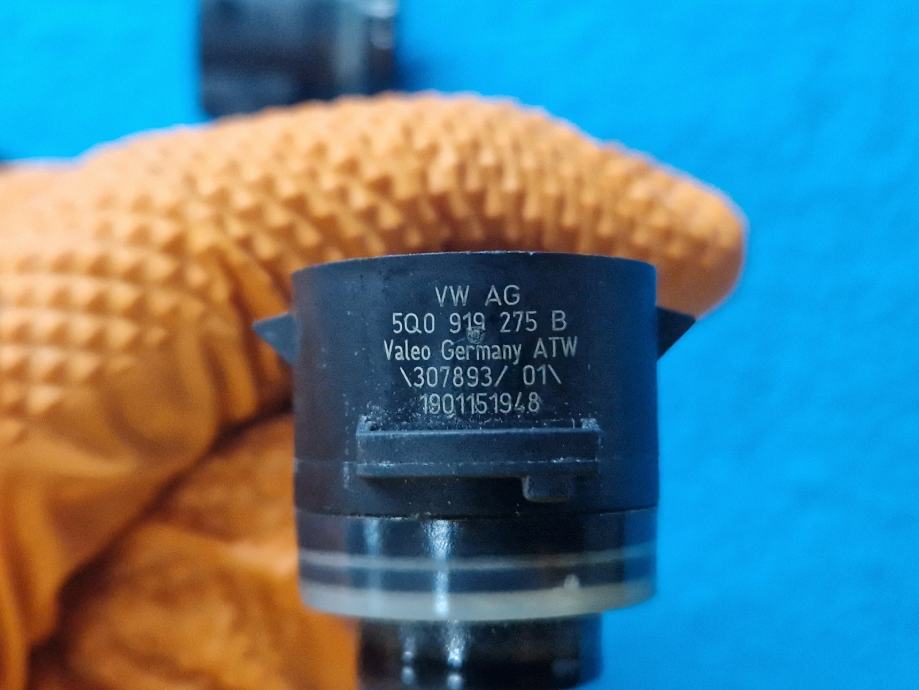 VW AG
5Q0 919 275 B
Valeo Germany ATW
\307893/ 01\
1901151948